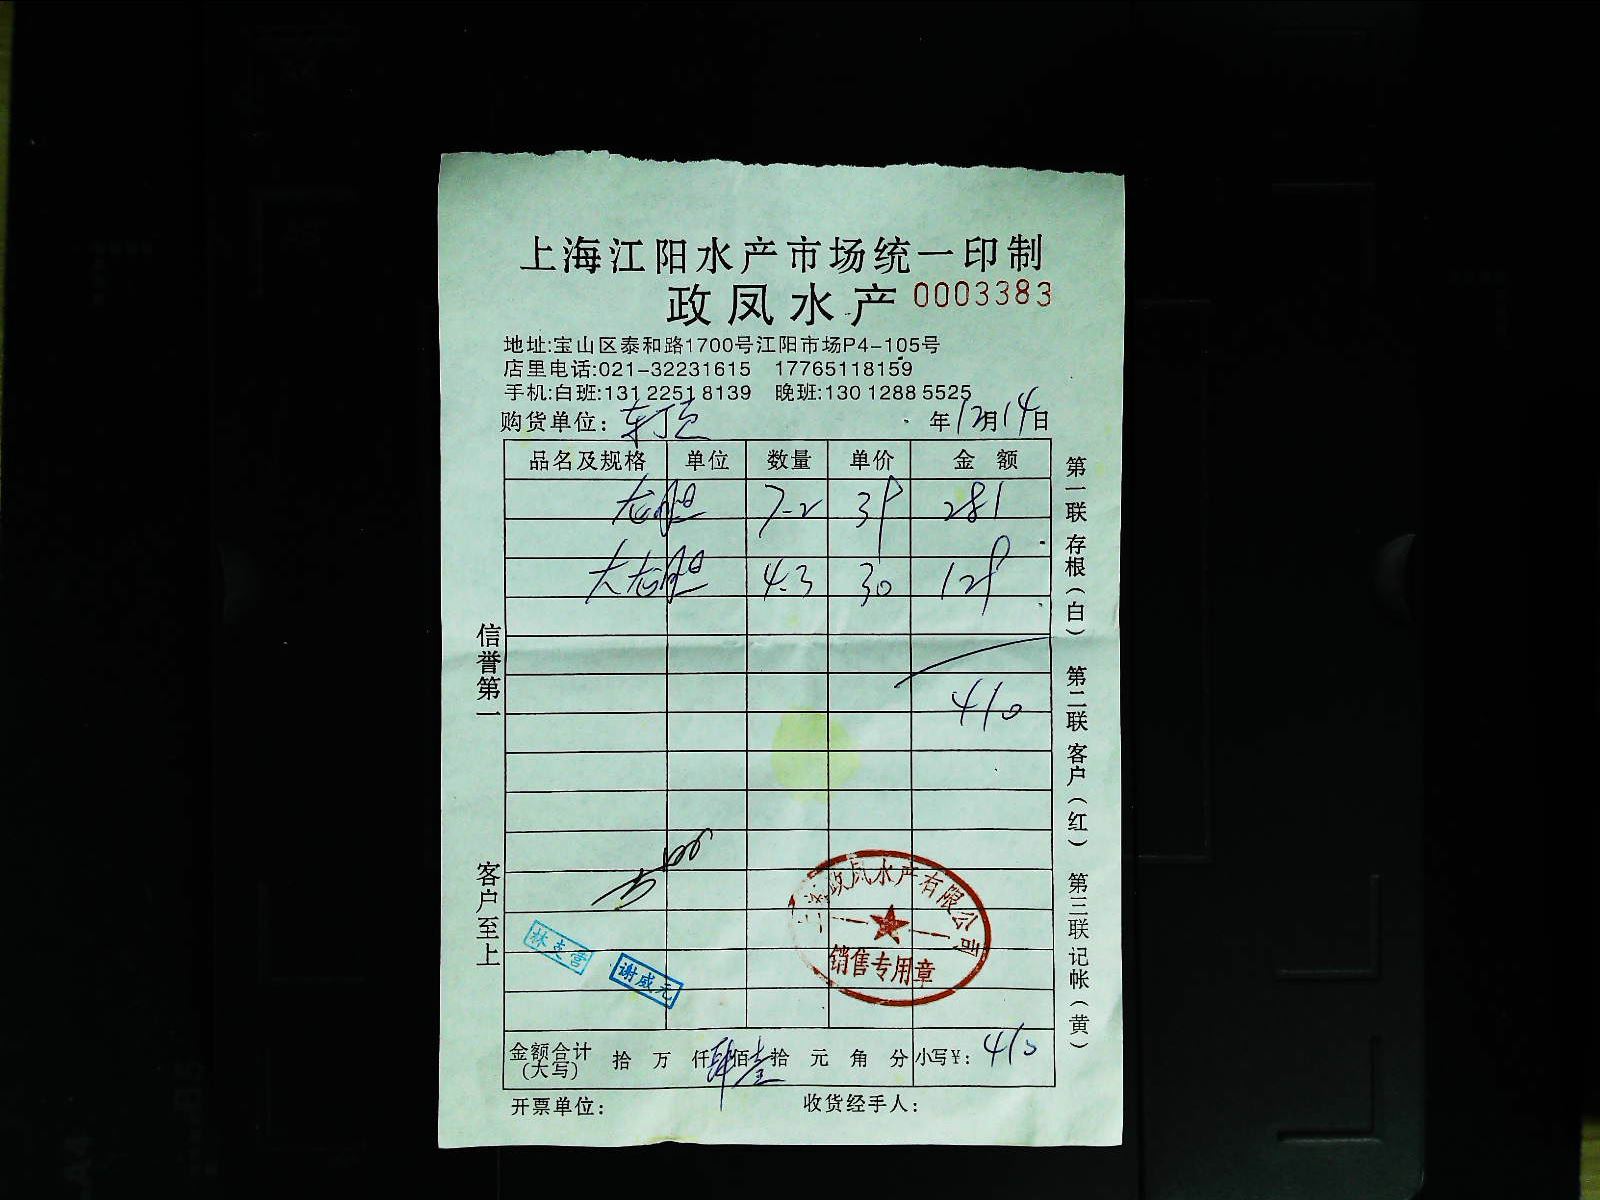 上海江阳水产市场统一印制
政凤水产 0003383
地址:宝山区泰和路1700号江阳市场P4-105号
店里电话:021-32231615 17765118159
手机:白班:131 2251 8139 晚班:130 1288 5525
购货单位: 年12月14日
品名及规格 单位 数量 单价 金额
龙胆 7.2 39 281
大龙胆 4.3 30 129
410
信誉第一
客户至上
第一联存根(白) 第二联客户(红) 第三联记帐(黄)
政凤水产有限公司
销售专用章
谢威元
金额合计(大写) 拾 万 仟肆佰壹拾 元 角 分 小写¥: 410
开票单位: 收货经手人: